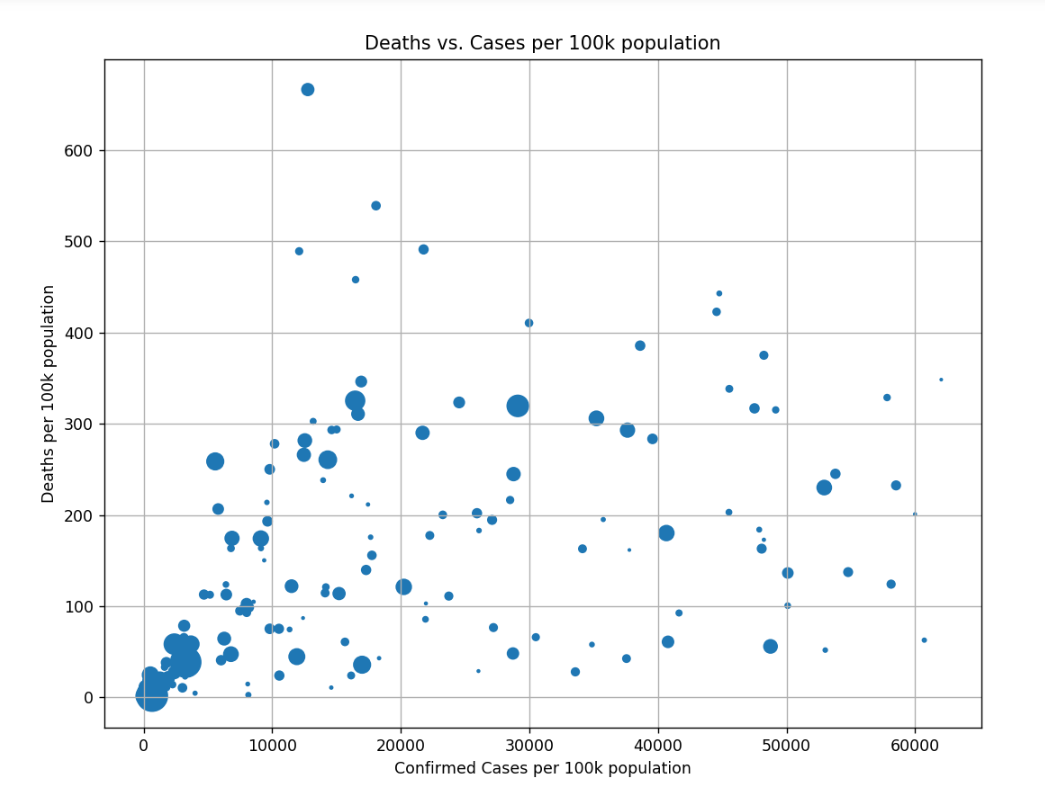 Deaths vs. Cases per 100k population
600
500
400
300
200
100
0
Deaths per 100k population
0 10000 20000 30000 40000 50000 60000
Confirmed Cases per 100k population